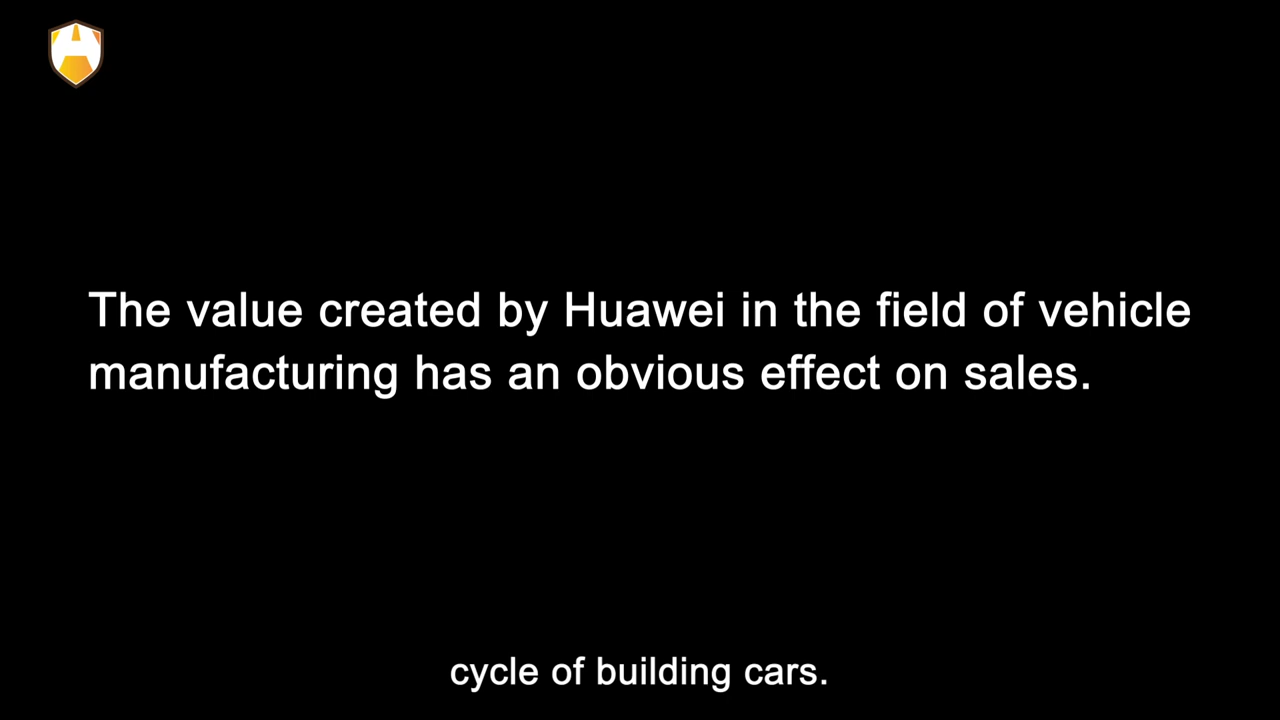 The value created by Huawei in the field of vehicle
manufacturing has an obvious effect on sales.
cycle of building cars.